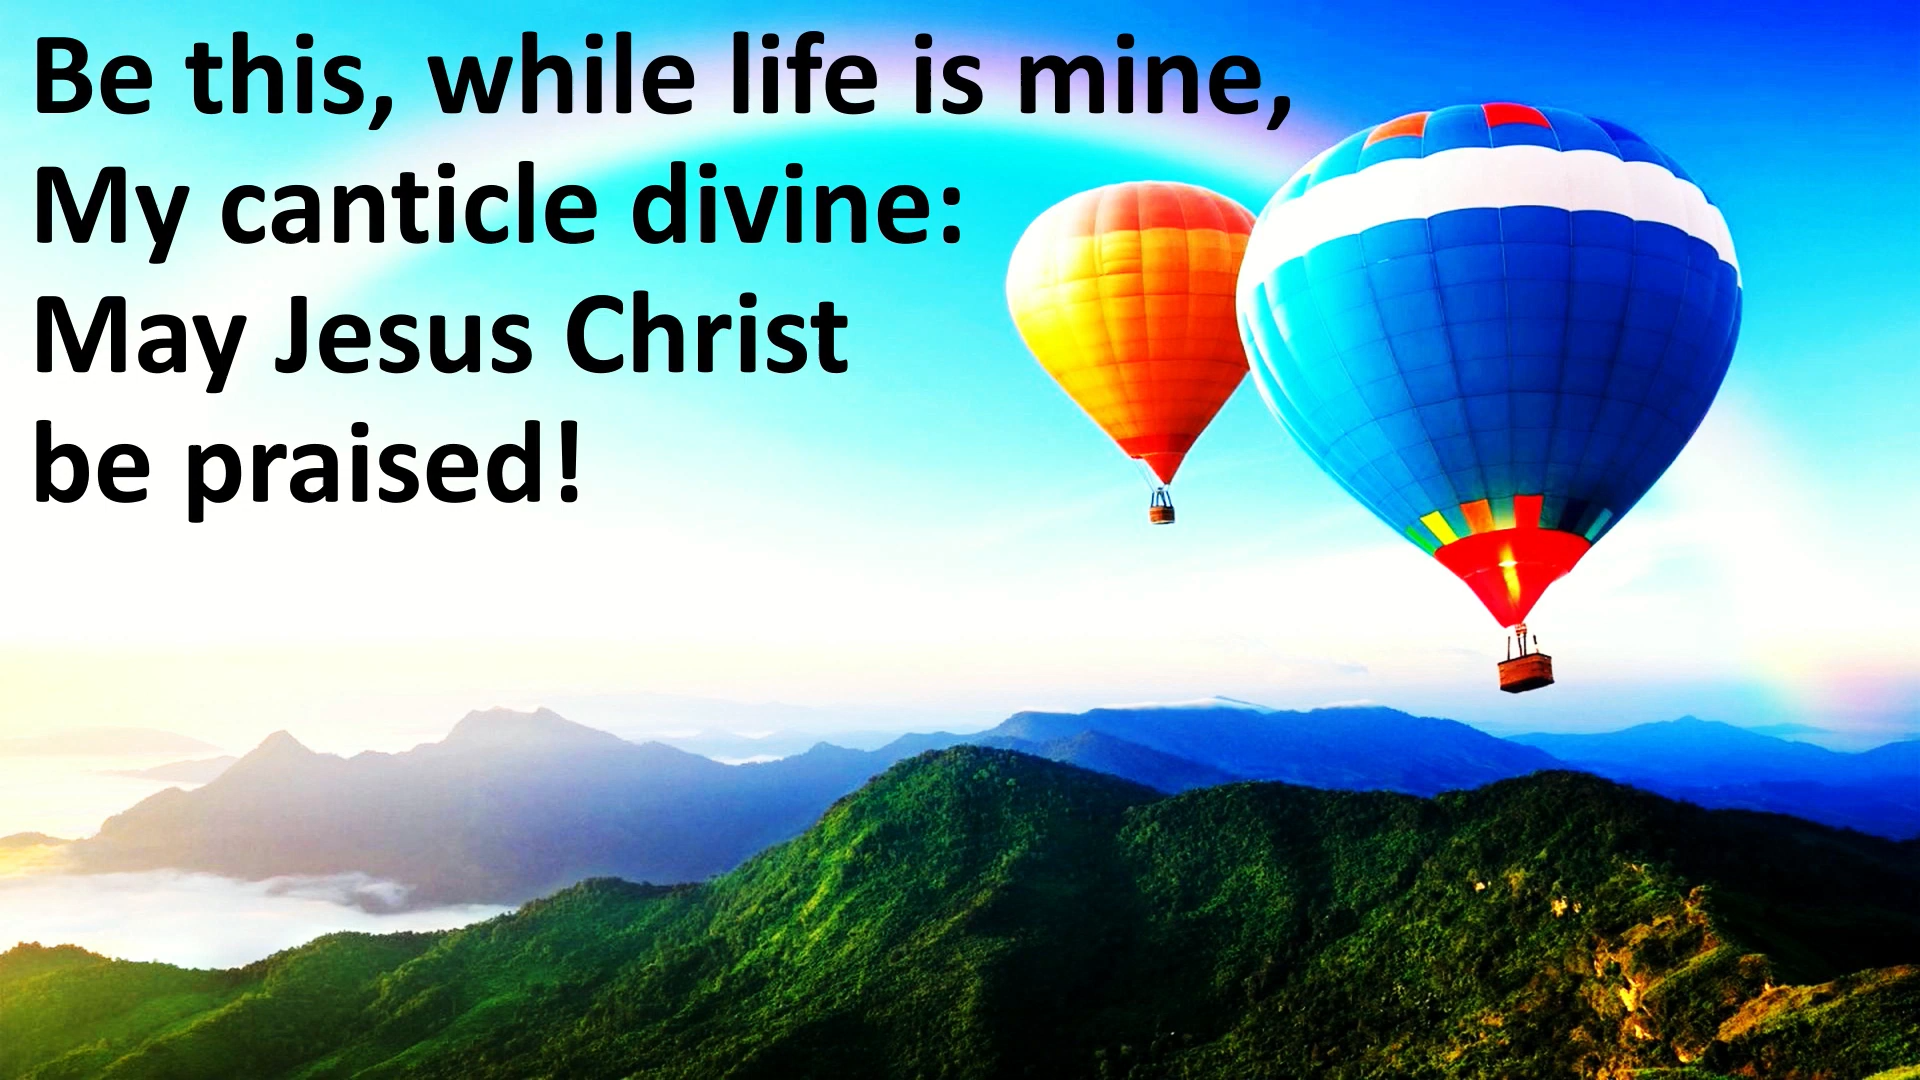 Be this, while life is mine,
My canticle divine:
May Jesus Christ
be praised!